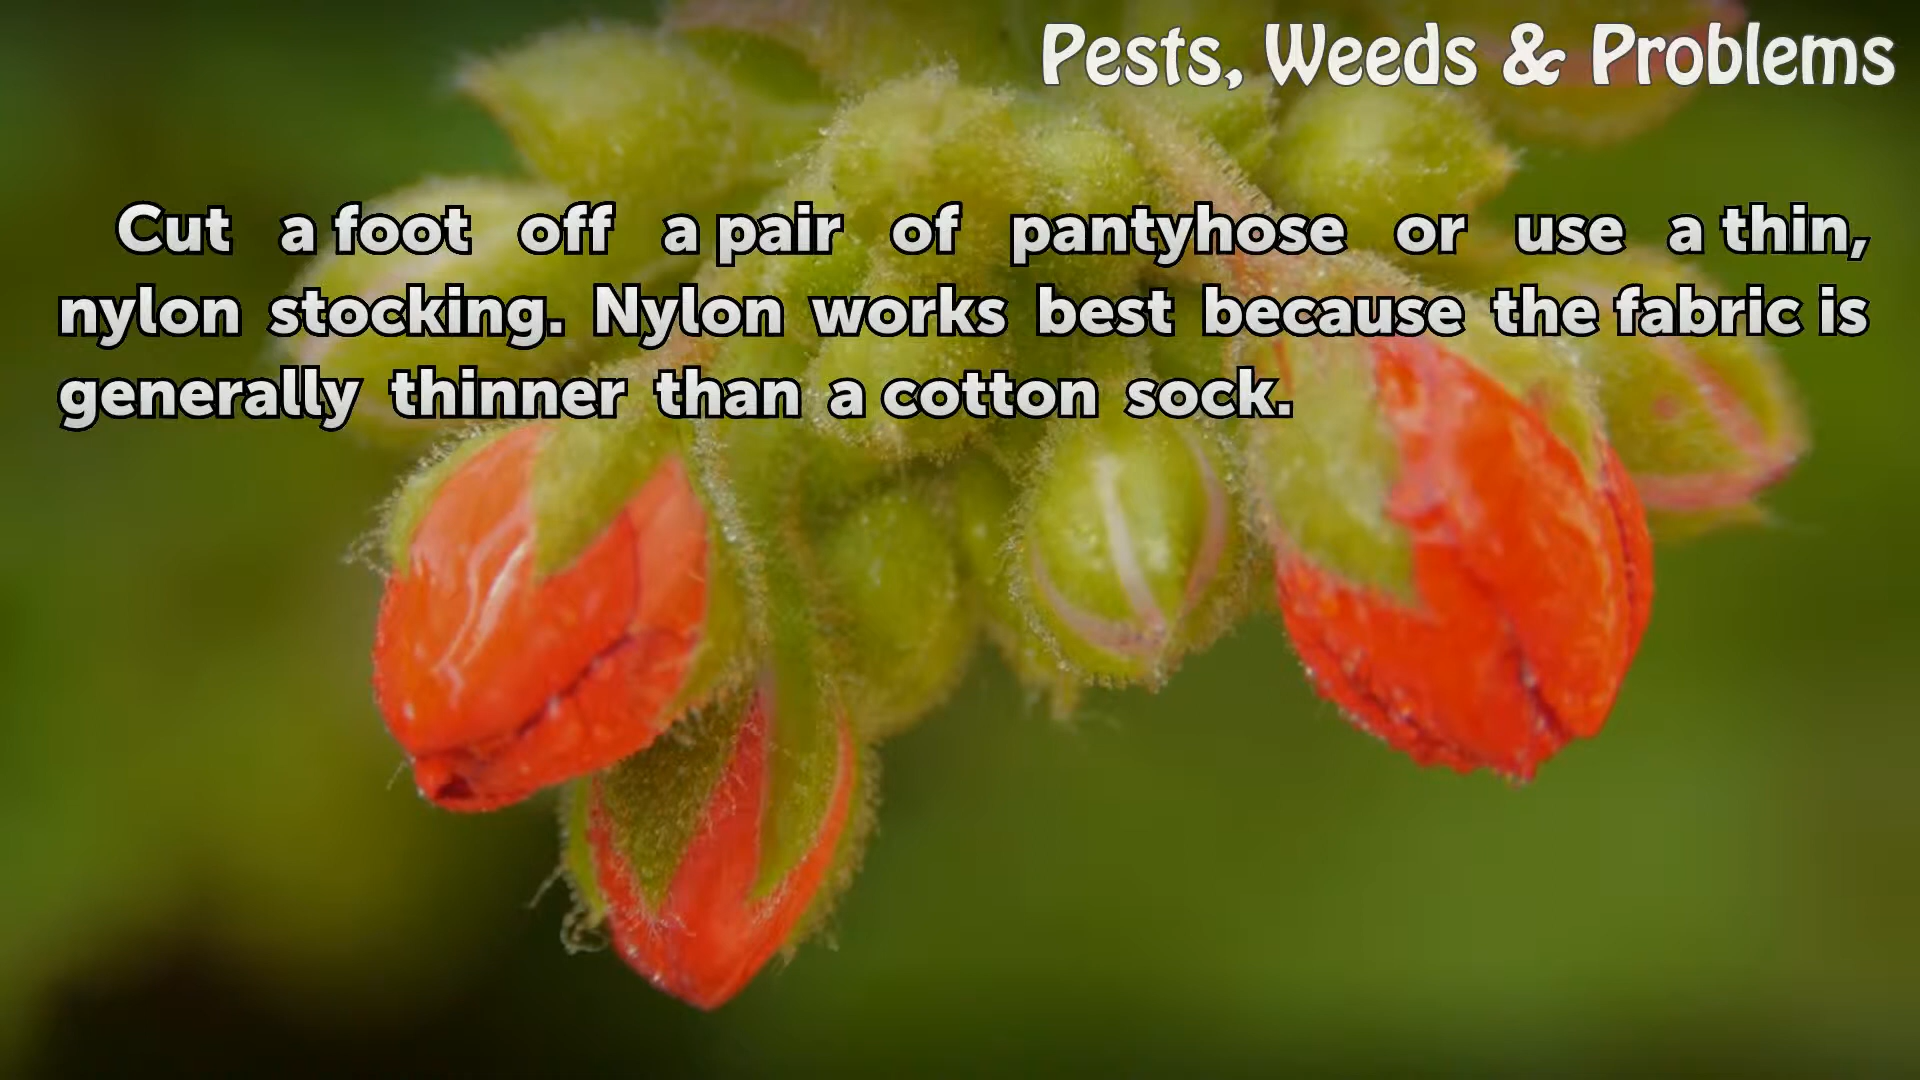 Pests, Weeds & Problems
Cut a foot off a pair of pantyhose or use a thin,
nylon stocking. Nylon works best because the fabric is
generally thinner than a cotton sock.